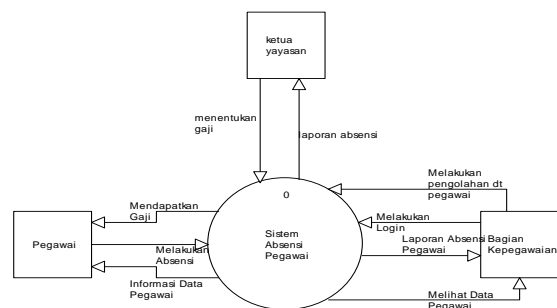 ketua
yayasan
menentukan
gaji
laporan absensi
0
Sistem
Absensi
Pegawai
Mendapatkan
Gaji
Pegawai
Melakukan
Absensi
Informasi Data
Pegawai
Melakukan
pengolahan dt
pegawai
Melakukan
Login
Laporan Absensi
Pegawai
Bagian
Kepegawaian
Melihat Data
Pegawai